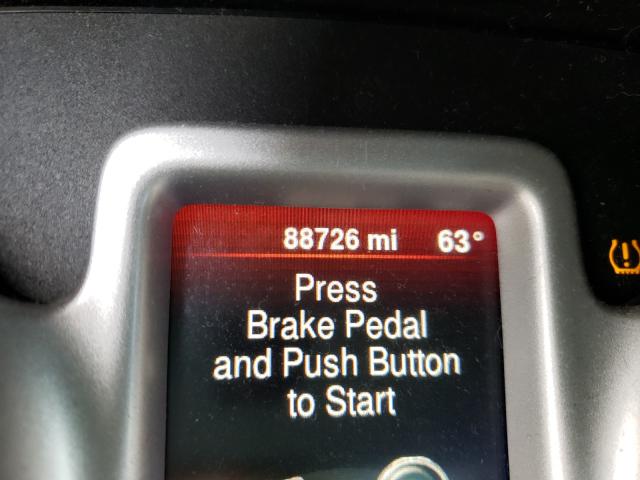 88726 mi 63°
Press
Brake Pedal
and Push Button
to Start